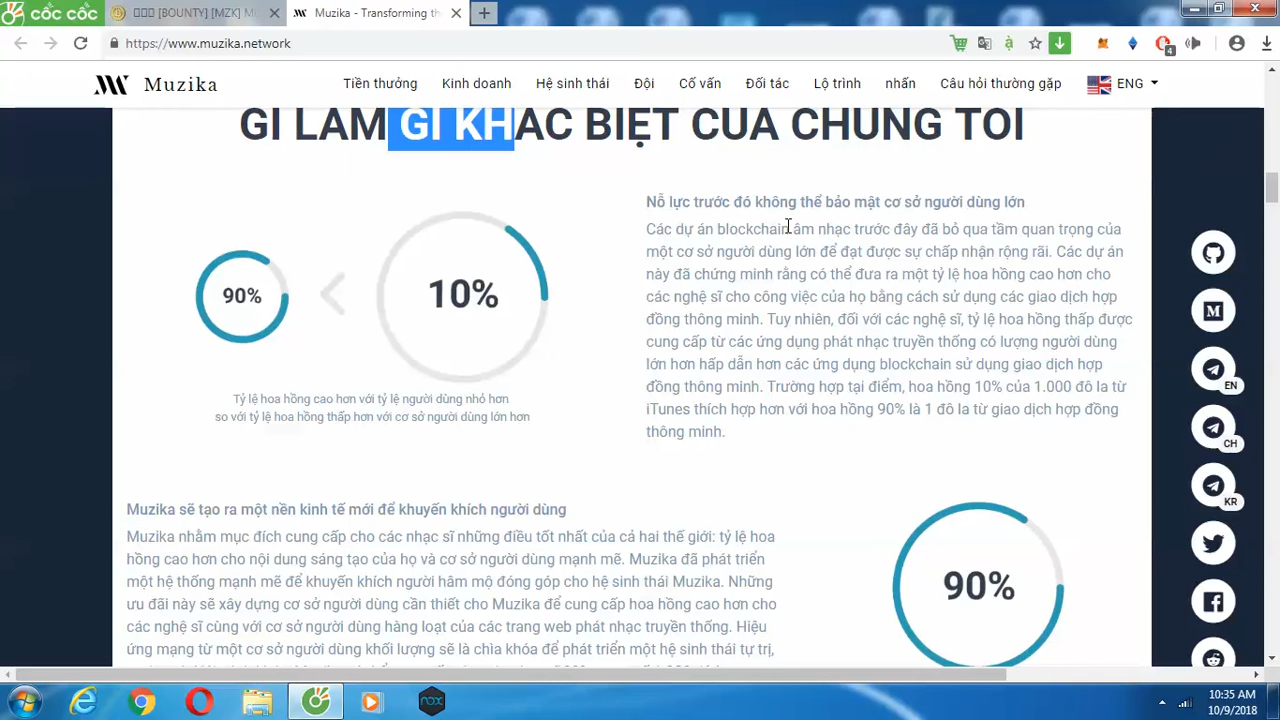 cốc cốc
[BOUNTY] [MZK] M
Muzika - Transforming th
https://www.muzika.network
4
Muzika
Tiền thưởng
Kinh doanh
Hệ sinh thái
Đội
Cố vấn
Đối tác
Lộ trình
nhấn
Câu hỏi thường gặp
ENG
GÌ LÀM GÌ KHÁC BIỆT CỦA CHÚNG TÔI
90%
10%
Tỷ lệ hoa hồng cao hơn với tỷ lệ người dùng nhỏ hơn
so với tỷ lệ hoa hồng thấp hơn với cơ sở người dùng lớn hơn
Nỗ lực trước đó không thể bảo mật cơ sở người dùng lớn
Các dự án blockchain âm nhạc trước đây đã bỏ qua tầm quan trọng của
một cơ sở người dùng lớn để đạt được sự chấp nhận rộng rãi. Các dự án
này đã chứng minh rằng có thể đưa ra một tỷ lệ hoa hồng cao hơn cho
các nghệ sĩ cho công việc của họ bằng cách sử dụng các giao dịch hợp
đồng thông minh. Tuy nhiên, đối với các nghệ sĩ, tỷ lệ hoa hồng thấp được
cung cấp từ các ứng dụng phát nhạc truyền thống có lượng người dùng
lớn hơn hấp dẫn hơn các ứng dụng blockchain sử dụng giao dịch hợp
đồng thông minh. Trường hợp tại điểm, hoa hồng 10% của 1.000 đô la từ
iTunes thích hợp hơn với hoa hồng 90% là 1 đô la từ giao dịch hợp đồng
thông minh.
EN
CH
KR
Muzika sẽ tạo ra một nền kinh tế mới để khuyến khích người dùng
Muzika nhằm mục đích cung cấp cho các nhạc sĩ những điều tốt nhất của cả hai thế giới: tỷ lệ hoa
hồng cao hơn cho nội dung sáng tạo của họ và cơ sở người dùng mạnh mẽ. Muzika đã phát triển
một hệ thống mạnh mẽ để khuyến khích người hâm mộ đóng góp cho hệ sinh thái Muzika. Những
ưu đãi này sẽ xây dựng cơ sở người dùng cần thiết cho Muzika để cung cấp hoa hồng cao hơn cho
các nghệ sĩ cùng với cơ sở người dùng hàng loạt của các trang web phát nhạc truyền thống. Hiệu
ứng mạng từ một cơ sở người dùng khối lượng sẽ là chìa khóa để phát triển một hệ sinh thái tự trị,
90%
nox
10:35 AM
10/9/2018